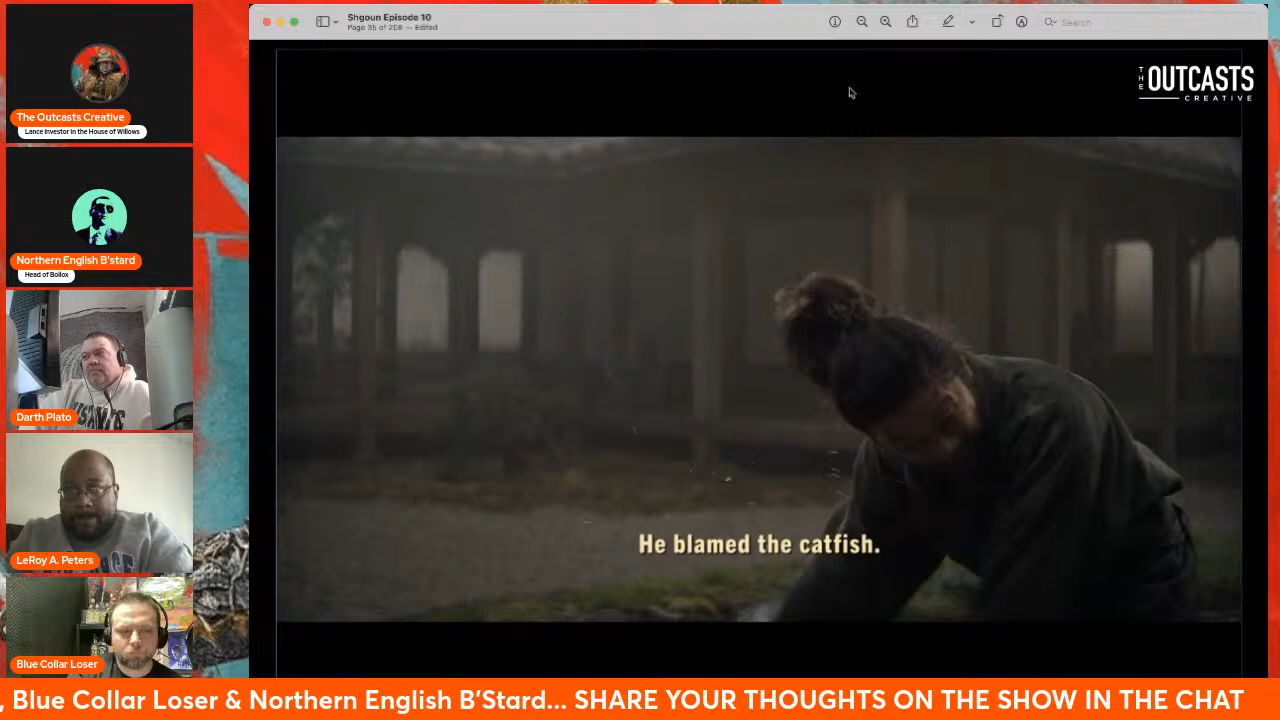 The Outcasts Creative
Lance Investor in the House of Willows
Northern English B'stard
Head of Bollox
Darth Plato
LeRoy A. Peters
Blue Collar Loser
Shgoun Episode 10
Page 35 of 208 — Edited
Search
THE OUTCASTS
CREATIVE
He blamed the catfish.
, Blue Collar Loser & Northern English B'Stard... SHARE YOUR THOUGHTS ON THE SHOW IN THE CHAT